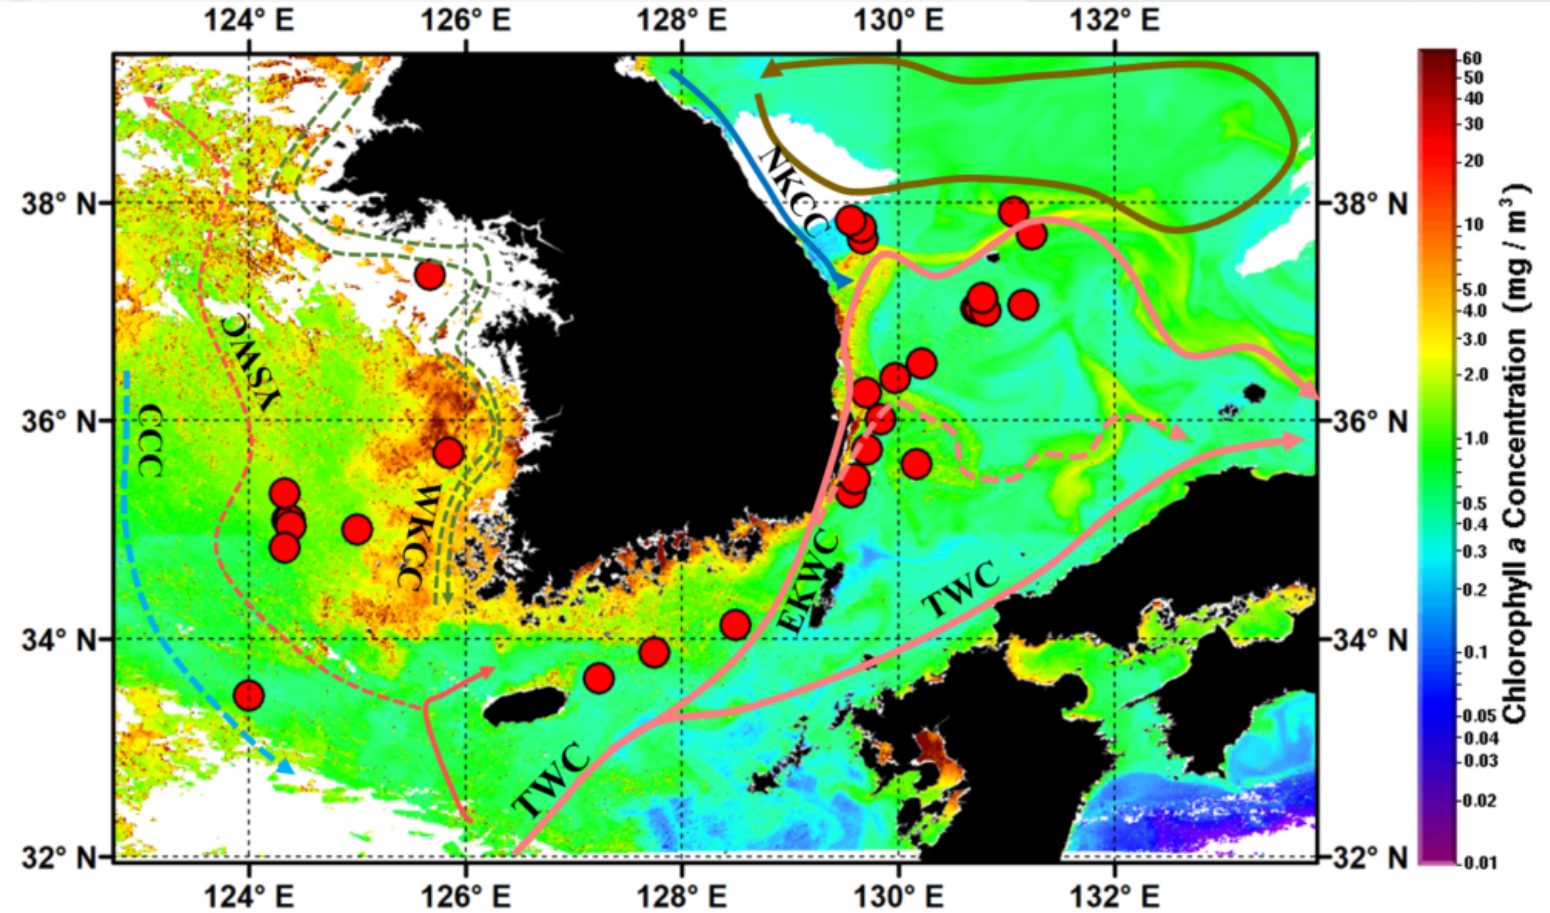 124° E 126° E 128° E 130° E 132° E
38° N
36° N
34° N
32° N
38° N
36° N
34° N
32° N
124° E 126° E 128° E 130° E 132° E
NKCC
YSWC
CCC
WKCC
EKWC
TWC
TWC
60
50
40
30
20
10
5.0
4.0
3.0
2.0
1.0
0.5
0.4
0.3
0.2
0.1
0.05
0.04
0.03
0.02
0.01
Chlorophyll a Concentration (mg / m³)